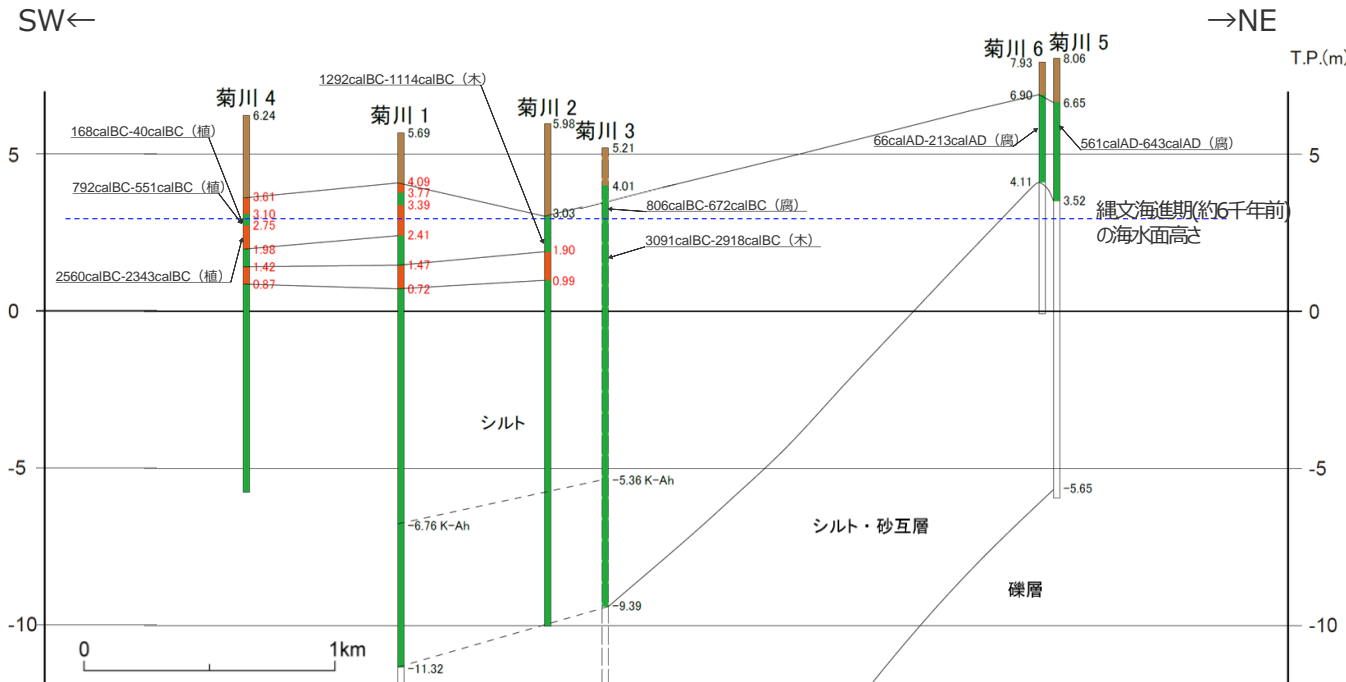 SW←
→NE
T.P.(m)
菊川 4
6.24
菊川 1
5.69
菊川 2
5.98
菊川 3
5.21
菊川 6
7.93
菊川 5
8.06
1292calBC-1114calBC（木）
168calBC-40calBC（植）
792calBC-551calBC（植）
2560calBC-2343calBC（植）
806calBC-672calBC（腐）
3091calBC-2918calBC（木）
66calAD-213calAD（腐）
561calAD-643calAD（腐）
縄文海進期(約6千年前)
の海水面高さ
3.61
3.10
2.75
1.98
1.42
0.87
4.09
3.77
3.39
2.41
1.47
0.72
-6.76 K-Ah
-11.32
3.03
1.90
0.99
4.01
-5.36 K-Ah
-9.39
6.90
4.11
6.65
3.52
-5.65
シルト
シルト・砂互層
礫層
5
0
-5
-10
5
0
-5
-10
0
1km